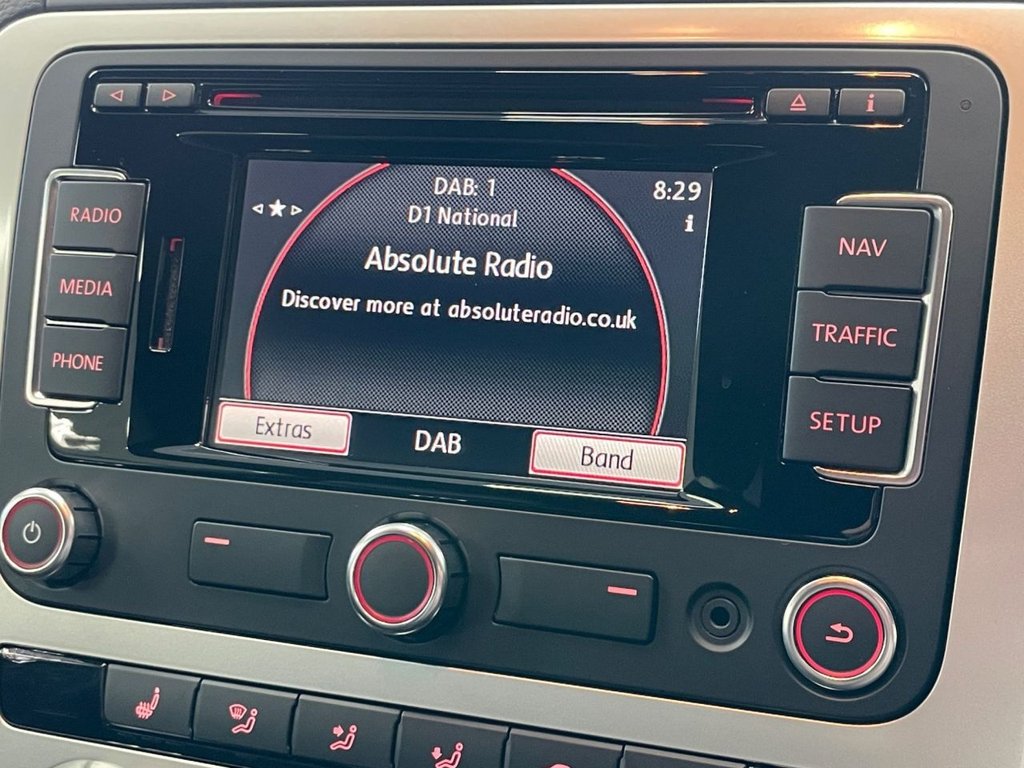 i
DAB: 1
8:29
D1 National
i
RADIO
Absolute Radio
NAV
MEDIA
Discover more at absoluteradio.co.uk
TRAFFIC
PHONE
Extras
DAB
Band
SETUP